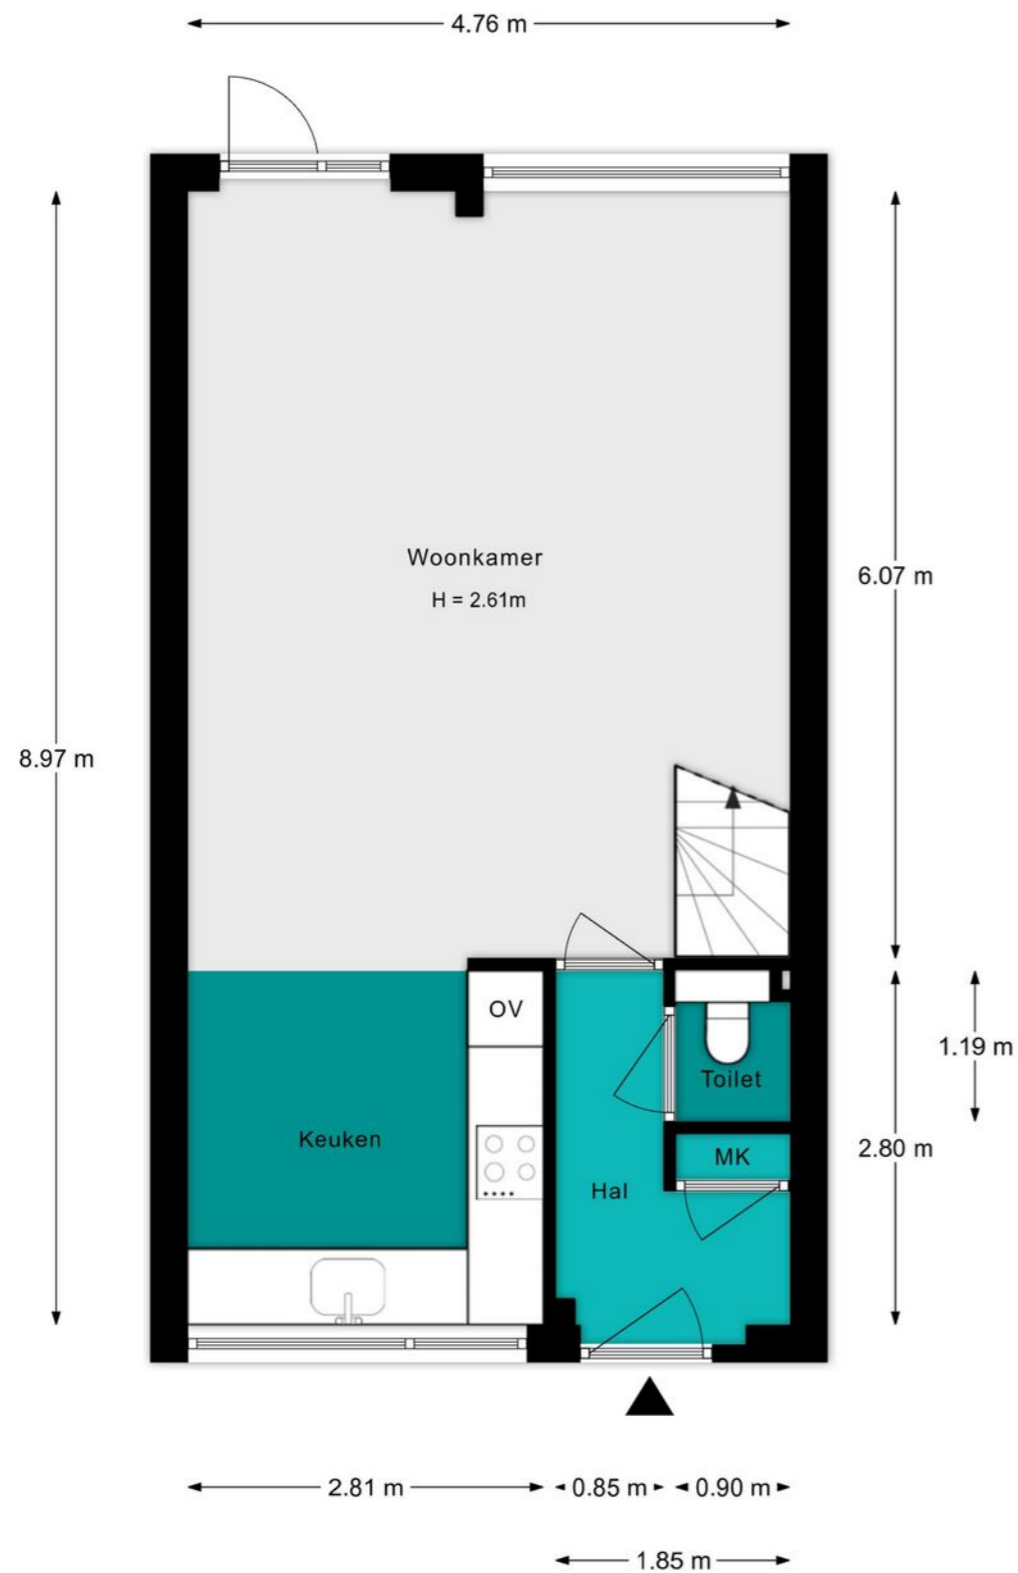 4.76 m
Woonkamer
H = 2.61m
6.07 m
8.97 m
OV
1.19 m
Toilet
Keuken
MK
2.80 m
Hal
2.81 m
0.85 m
0.90 m
1.85 m